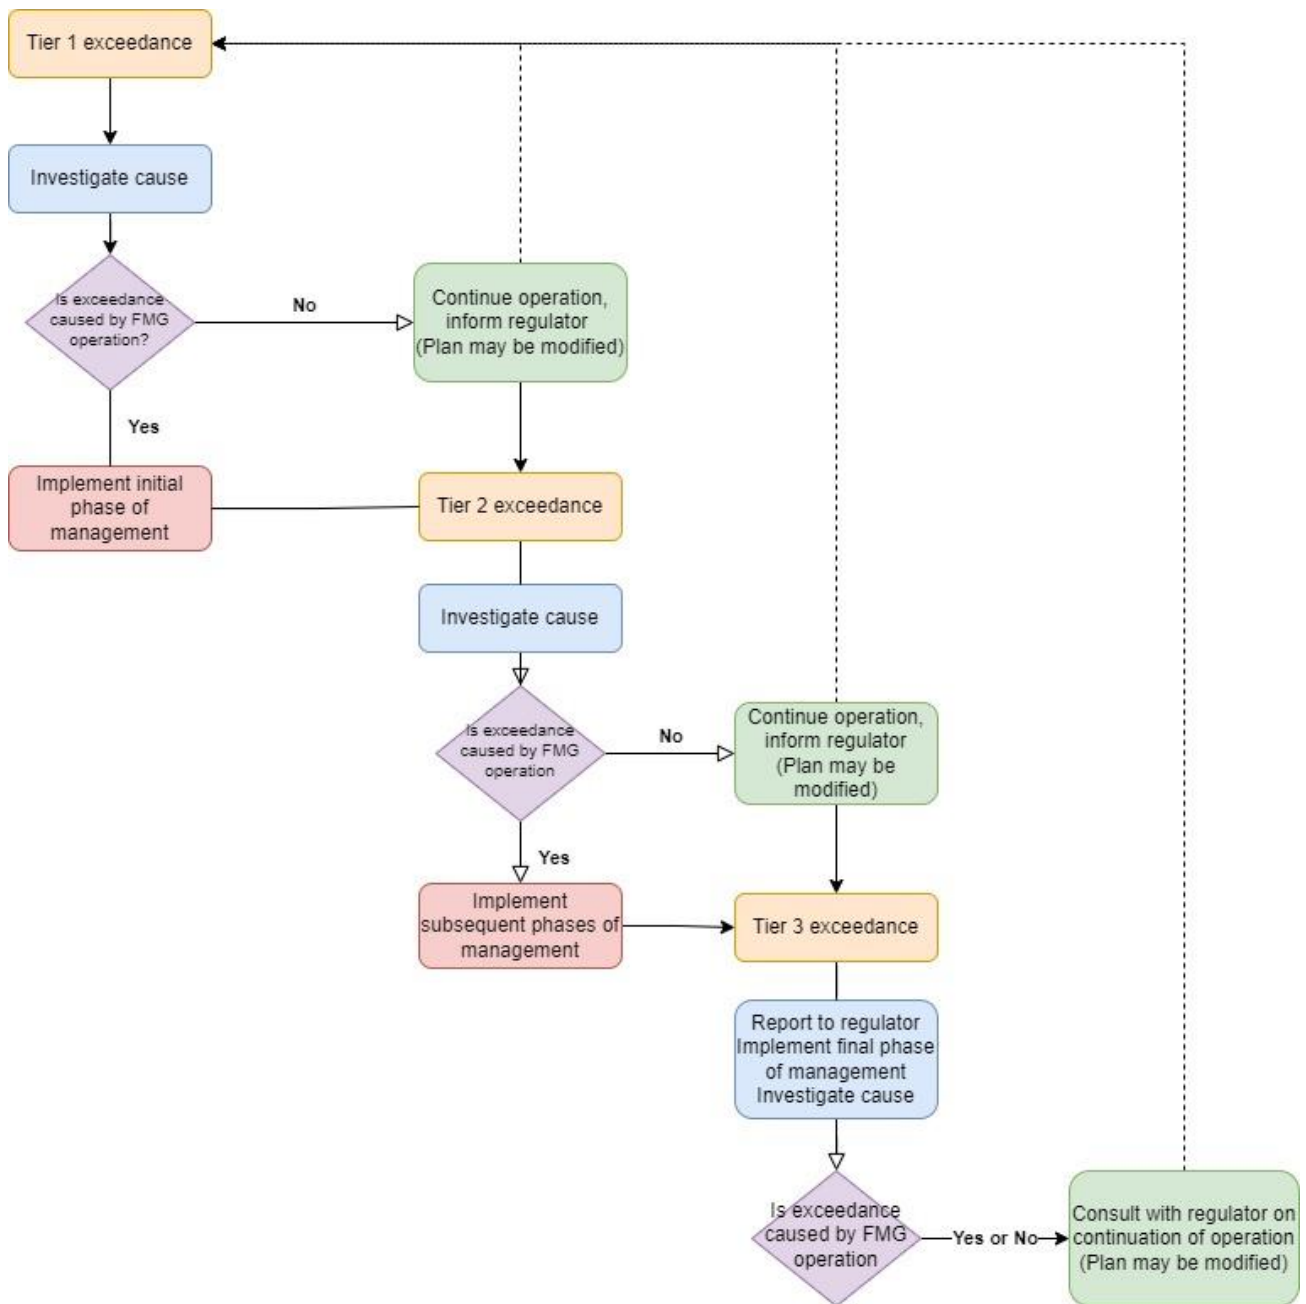 Tier 1 exceedance
Investigate cause
Is exceedance
caused by FMG
operation?
No
Continue operation,
inform regulator
(Plan may be modified)
Yes
Implement initial
phase of
management
Tier 2 exceedance
Investigate cause
Is exceedance
caused by FMG
operation
No
Continue operation,
inform regulator
(Plan may be
modified)
Yes
Implement
subsequent phases of
management
Tier 3 exceedance
Report to regulator
Implement final phase
of management
Investigate cause
Is exceedance
caused by FMG
operation
Yes or No
Consult with regulator on
continuation of operation
(Plan may be modified)